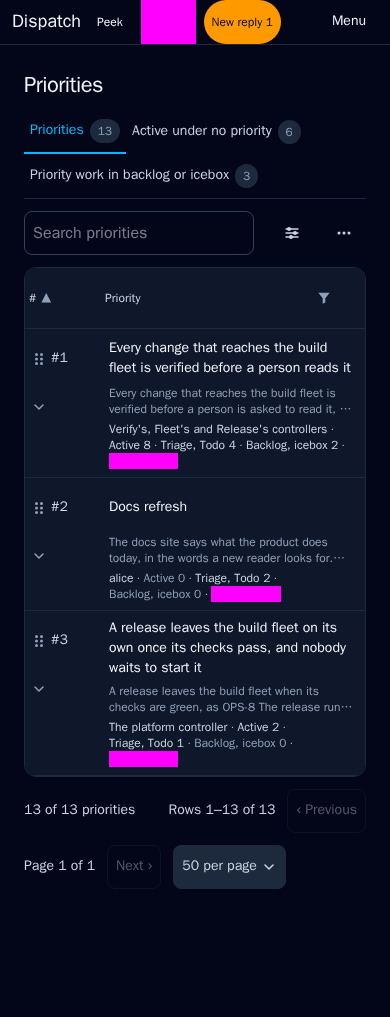 Dispatch Peek New reply 1 Menu
Priorities
Priorities 13 Active under no priority 6
Priority work in backlog or icebox 3
Search priorities
# ▲ Priority
#1 Every change that reaches the build
fleet is verified before a person reads it
Every change that reaches the build fleet is
verified before a person is asked to read it, ···
Verify's, Fleet's and Release's controllers ·
Active 8 · Triage, Todo 4 · Backlog, icebox 2 ·
#2 Docs refresh
The docs site says what the product does
today, in the words a new reader looks for.···
alice · Active 0 · Triage, Todo 2 ·
Backlog, icebox 0 ·
#3 A release leaves the build fleet on its
own once its checks pass, and nobody
waits to start it
A release leaves the build fleet when its
checks are green, as OPS-8 The release run···
The platform controller · Active 2 ·
Triage, Todo 1 · Backlog, icebox 0 ·
13 of 13 priorities Rows 1–13 of 13 ‹ Previous
Page 1 of 1 Next › 50 per page